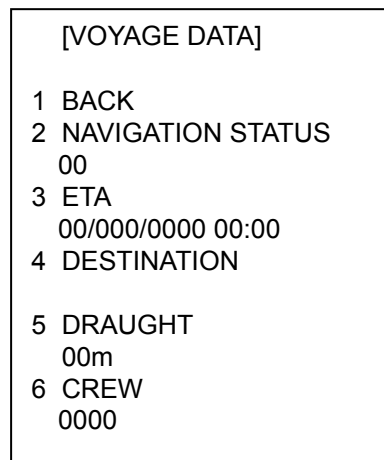 [VOYAGE DATA]
1 BACK
2 NAVIGATION STATUS
00
3 ETA
00/000/0000 00:00
4 DESTINATION
5 DRAUGHT
00m
6 CREW
0000